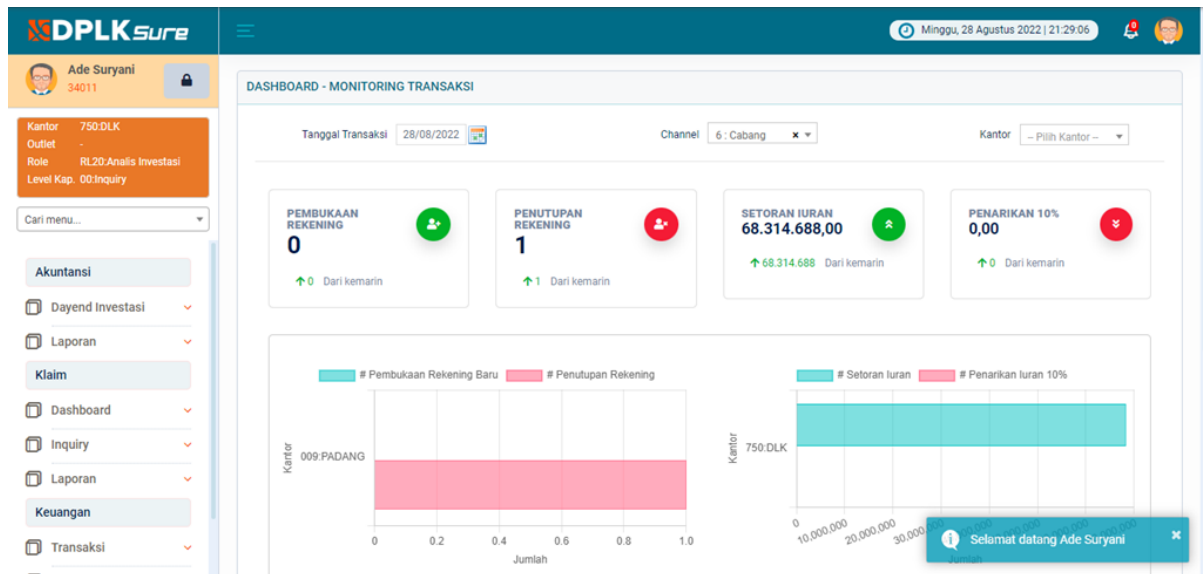 DPLKSure
Minggu, 28 Agustus 2022 | 21:29:06
0
Ade Suryani
34011
Kantor 750:DLK
Outlet -
Role RL20:Analis Investasi
Level Kap. 00:Inquiry
Cari menu...
Akuntansi
Dayend Investasi
Laporan
Klaim
Dashboard
Inquiry
Laporan
Keuangan
Transaksi
DASHBOARD - MONITORING TRANSAKSI
Tanggal Transaksi 28/08/2022
Channel 6 : Cabang x
Kantor -- Pilih Kantor --
PEMBUKAAN
REKENING
0
0 Dari kemarin
PENUTUPAN
REKENING
1
1 Dari kemarin
SETORAN IURAN
68.314.688,00
68.314.688 Dari kemarin
PENARIKAN 10%
0,00
0 Dari kemarin
# Pembukaan Rekening Baru # Penutupan Rekening
Kantor
009:PADANG
0 0.2 0.4 0.6 0.8 1.0
Jumlah
# Setoran Iuran # Penarikan Iuran 10%
Kantor
750:DLK
0 10,000,000 20,000,000
Jumlah
Selamat datang Ade Suryani ×